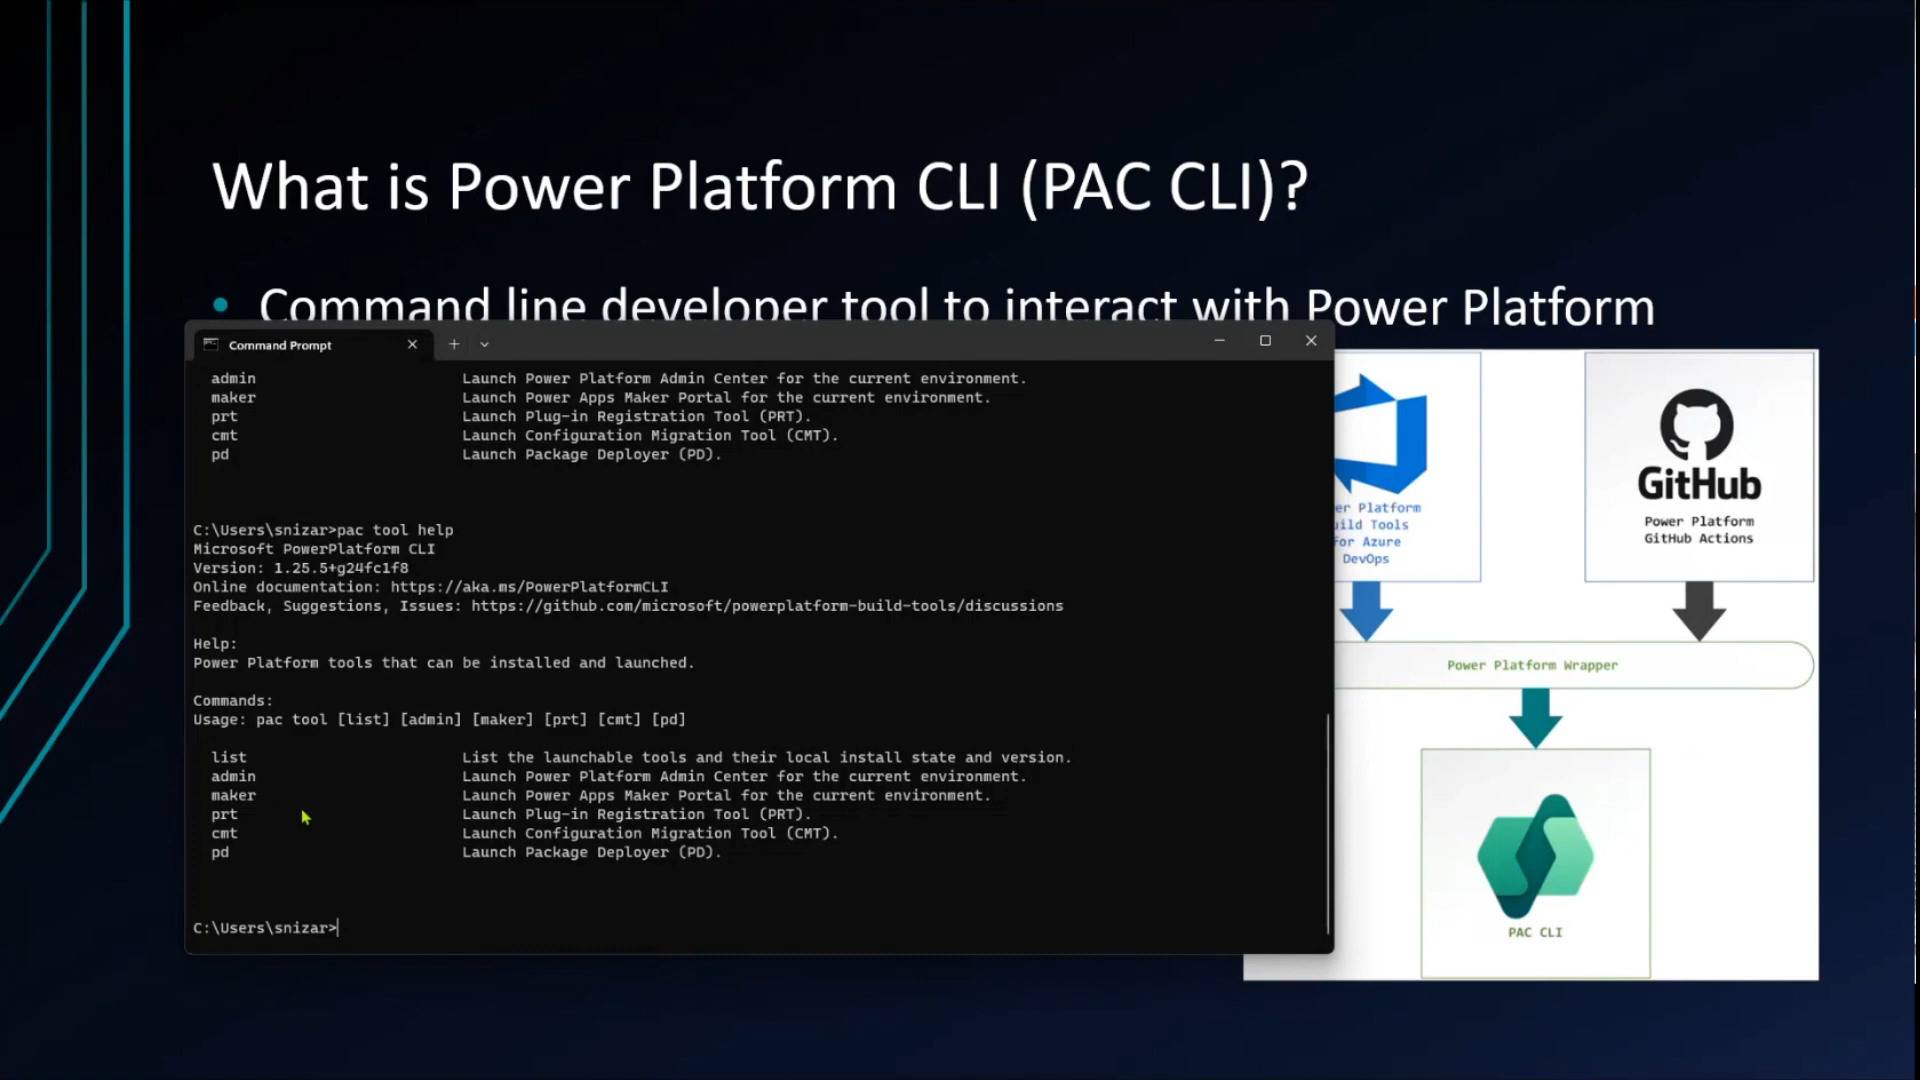 What is Power Platform CLI (PAC CLI)?
• Command line developer tool to interact with Power Platform
Command Prompt
admin Launch Power Platform Admin Center for the current environment.
maker Launch Power Apps Maker Portal for the current environment.
prt Launch Plug-in Registration Tool (PRT).
cmt Launch Configuration Migration Tool (CMT).
pd Launch Package Deployer (PD).
C:\Users\snizar>pac tool help
Microsoft PowerPlatform CLI
Version: 1.25.5+g24fc1f8
Online documentation: https://aka.ms/PowerPlatformCLI
Feedback, Suggestions, Issues: https://github.com/microsoft/powerplatform-build-tools/discussions
Help:
Power Platform tools that can be installed and launched.
Commands:
Usage: pac tool [list] [admin] [maker] [prt] [cmt] [pd]
list List the launchable tools and their local install state and version.
admin Launch Power Platform Admin Center for the current environment.
maker Launch Power Apps Maker Portal for the current environment.
prt Launch Plug-in Registration Tool (PRT).
cmt Launch Configuration Migration Tool (CMT).
pd Launch Package Deployer (PD).
C:\Users\snizar>
er Platform
uild Tools
for Azure
DevOps
GitHub
Power Platform
GitHub Actions
Power Platform Wrapper
PAC CLI